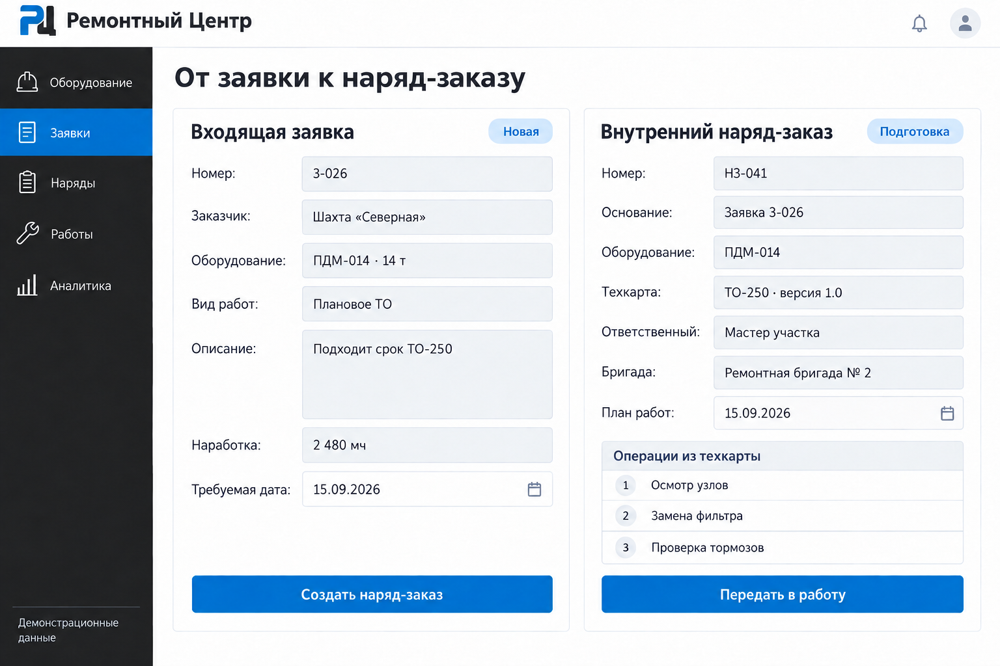 РЦ Ремонтный Центр
Оборудование
Заявки
Наряды
Работы
Аналитика
Демонстрационные
данные
От заявки к наряд-заказу
Входящая заявка
Новая
Номер: З-026
Заказчик: Шахта «Северная»
Оборудование: ПДМ-014 · 14 т
Вид работ: Плановое ТО
Описание: Подходит срок ТО-250
Наработка: 2 480 мч
Требуемая дата: 15.09.2026
Создать наряд-заказ
Внутренний наряд-заказ
Подготовка
Номер: НЗ-041
Основание: Заявка З-026
Оборудование: ПДМ-014
Техкарта: ТО-250 · версия 1.0
Ответственный: Мастер участка
Бригада: Ремонтная бригада № 2
План работ: 15.09.2026
Операции из техкарты
1 Осмотр узлов
2 Замена фильтра
3 Проверка тормозов
Передать в работу